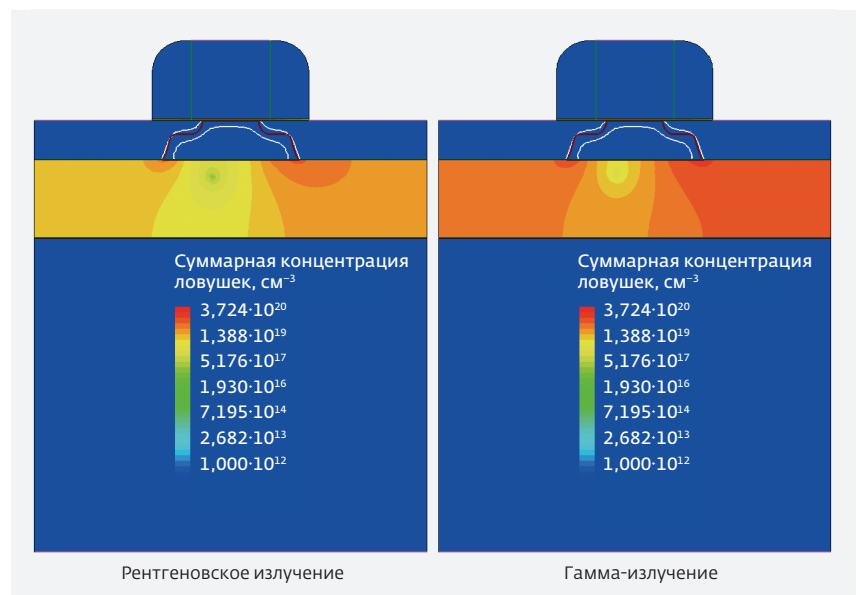 Суммарная концентрация
ловушек, см⁻³
3,724·10²⁰
1,388·10¹⁹
5,176·10¹⁷
1,930·10¹⁶
7,195·10¹⁴
2,682·10¹³
1,000·10¹²
Рентгеновское излучение
Суммарная концентрация
ловушек, см⁻³
3,724·10²⁰
1,388·10¹⁹
5,176·10¹⁷
1,930·10¹⁶
7,195·10¹⁴
2,682·10¹³
1,000·10¹²
Гамма-излучение